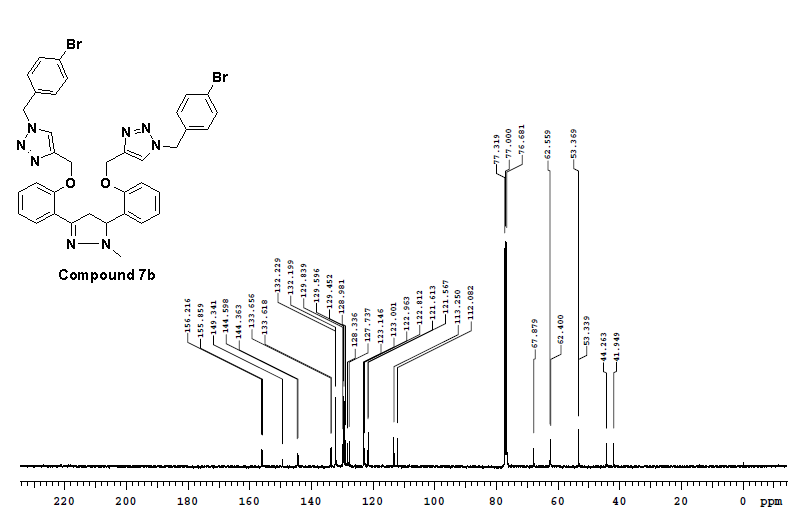 Br
Br
N
N
N
N
N
N
O
O
N
N
Compound 7b
156.216
155.859
149.341
144.598
144.363
133.656
133.618
132.229
132.199
129.839
129.596
129.452
128.981
128.336
127.737
123.146
123.001
122.963
122.812
121.613
121.567
113.250
112.082
77.319
77.000
76.681
67.879
62.559
62.400
53.369
53.339
44.263
41.949
220 200 180 160 140 120 100 80 60 40 20 0 ppm